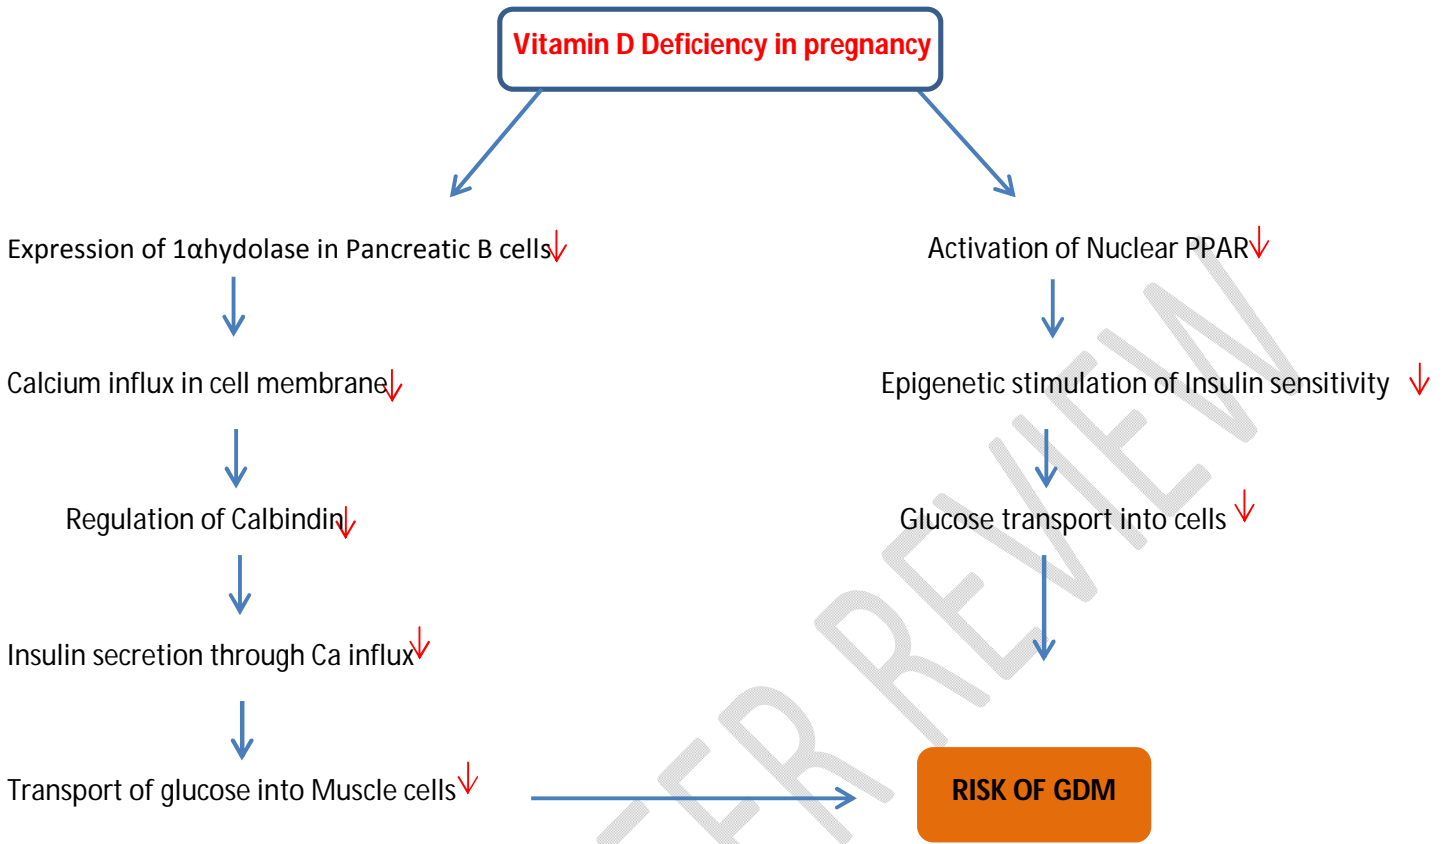 Vitamin D Deficiency in pregnancy
Expression of 1αhydolase in Pancreatic B cells
Activation of Nuclear PPAR
Calcium influx in cell membrane
Epigenetic stimulation of Insulin sensitivity
Regulation of Calbindin
Glucose transport into cells
Insulin secretion through Ca influx
Transport of glucose into Muscle cells
RISK OF GDM
ER REVIEW